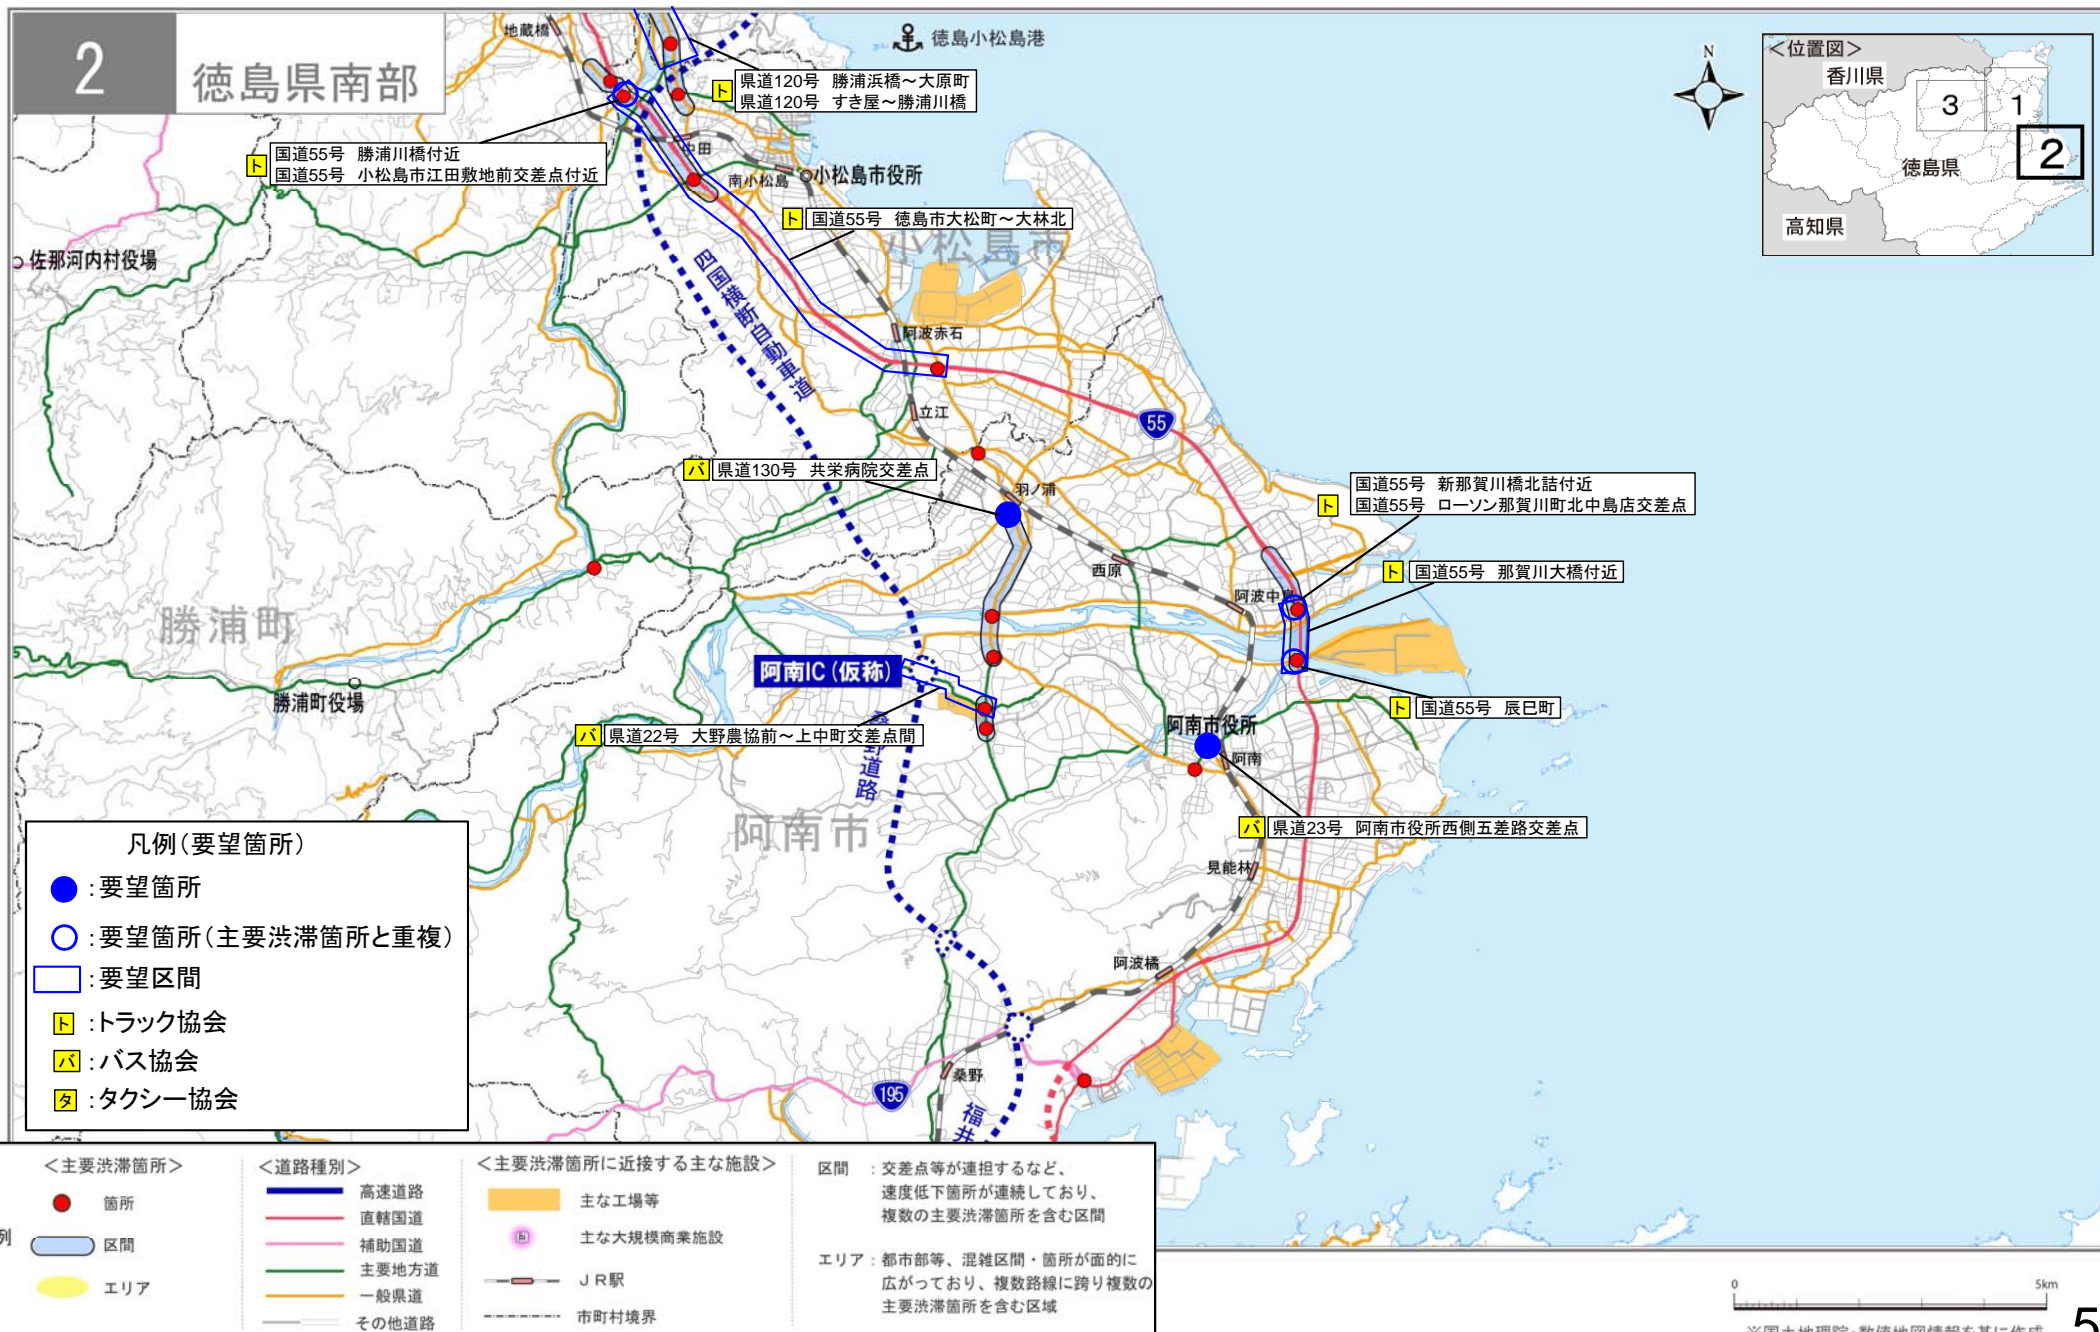 2
徳島県南部
地蔵橋
徳島小松島港
N
＜位置図＞
香川県
3
1
2
徳島県
高知県
ト
県道120号 勝浦浜橋～大原町
県道120号 すき屋～勝浦川橋
ト
国道55号 勝浦川橋付近
国道55号 小松島市江田敷地前交差点付近
中田
南小松島
小松島市役所
ト
国道55号 徳島市大松町～大林北
小松島市
佐那河内村役場
四国横断自動車道
阿波赤石
立江
55
バ
県道130号 共栄病院交差点
羽ノ浦
ト
国道55号 新那賀川橋北詰付近
国道55号 ローソン那賀川町北中島店交差点
西原
ト
国道55号 那賀川大橋付近
阿波中島
勝浦町
阿南IC（仮称）
勝浦町役場
ト
国道55号 辰巳町
阿南市役所
バ
県道22号 大野農協前～上中町交差点間
阿南
道路
阿南市
バ
県道23号 阿南市役所西側五差路交差点
見能林
阿波橘
桑野
195
福井
凡例（要望箇所）
：要望箇所
：要望箇所（主要渋滞箇所と重複）
：要望区間
ト ：トラック協会
バ ：バス協会
タ ：タクシー協会
例
＜主要渋滞箇所＞
箇所
区間
エリア
＜道路種別＞
高速道路
直轄国道
補助国道
主要地方道
一般県道
その他道路
＜主要渋滞箇所に近接する主な施設＞
主な工場等
主な大規模商業施設
ＪＲ駅
市町村境界
区間 ：交差点等が連担するなど、
速度低下箇所が連続しており、
複数の主要渋滞箇所を含む区間
エリア：都市部等、混雑区間・箇所が面的に
広がっており、複数路線に跨り複数の
主要渋滞箇所を含む区域
0
5km
※国土地理院・数値地図情報を基に作成
5